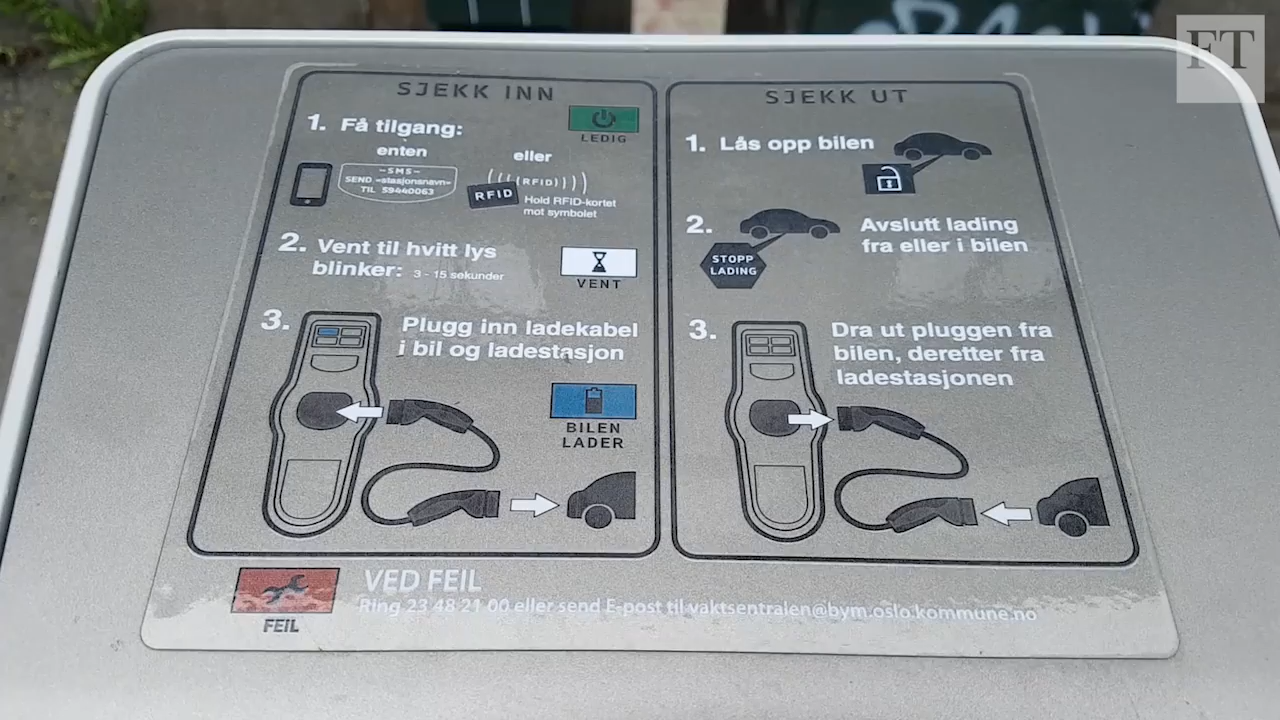 FT
SJEKK INN
1. Få tilgang:
LEDIG
enten
eller
-SMS-
SEND «stasjonsnavn»
TIL 59440063
(RFID)
RFID
Hold RFID-kortet
mot symbolet
2. Vent til hvitt lys
blinker: 3 - 15 sekunder
VENT
3. Plugg inn ladekabel
i bil og ladestasjon
BILEN
LADER
SJEKK UT
1. Lås opp bilen
2. Avslutt lading
fra eller i bilen
STOPP
LADING
3. Dra ut pluggen fra
bilen, deretter fra
ladestasjonen
VED FEIL
Ring 23 48 21 00 eller send E-post til vaktsentralen@bym.oslo.kommune.no
FEIL